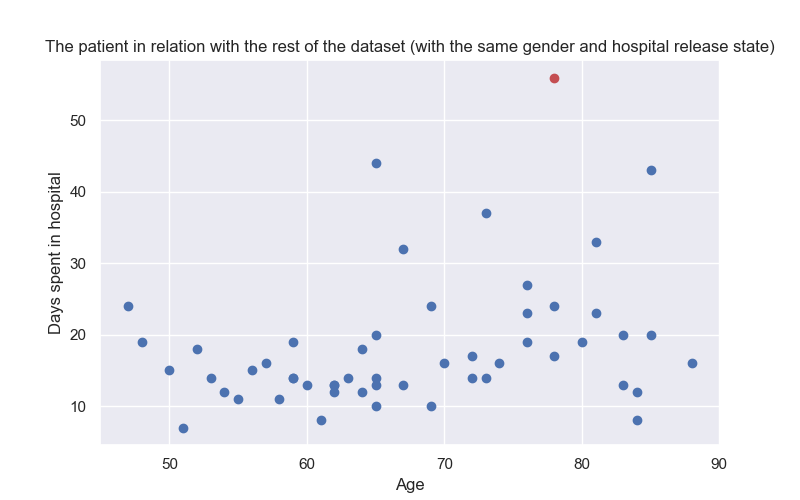 The patient in relation with the rest of the dataset (with the same gender and hospital release state)
50
40
30
20
10
Days spent in hospital
50 60 70 80 90
Age